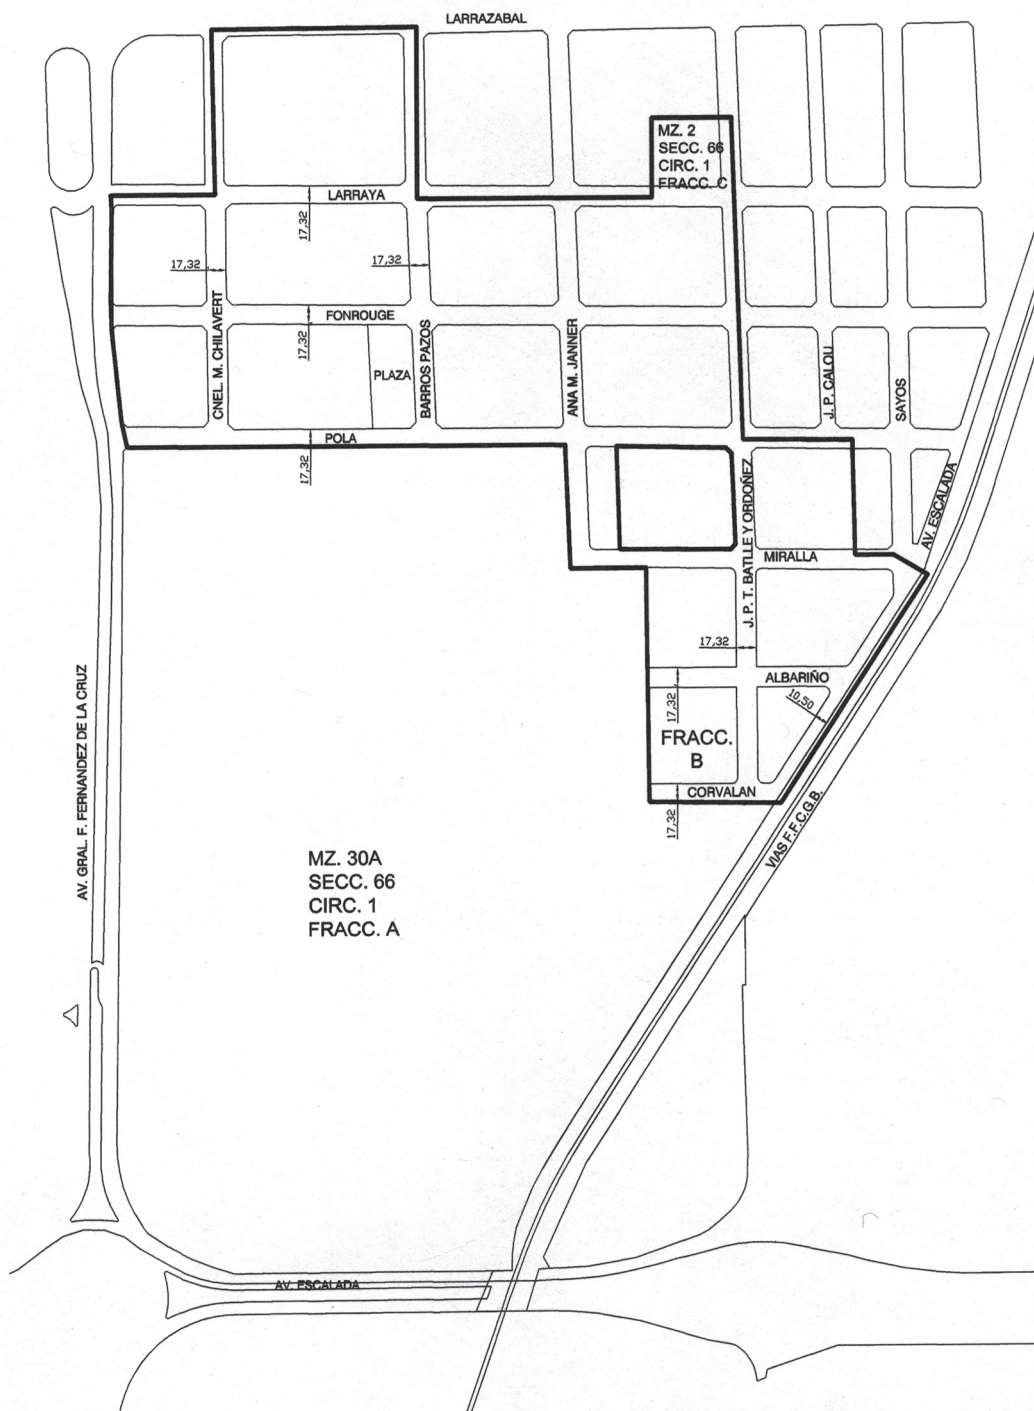 LARRAZABAL
MZ. 2
SECC. 66
CIRC. 1
FRACC. C
LARRAYA
17,32
17,32
17,32
CNEL. M. CHILAVERT
FONROUGE
17,32
PLAZA
BARROS PAZOS
ANA M. JANNER
J. P. CALOU
SAYOS
POLA
17,32
J. P. T. BATLLE Y ORDOÑEZ
AV. ESCALADA
MIRALLA
17,32
ALBARIÑO
17,32
10,50
FRACC.
B
CORVALAN
17,32
VIAS F.F.C.G.B.
AV. GRAL. F. FERNANDEZ DE LA CRUZ
MZ. 30A
SECC. 66
CIRC. 1
FRACC. A
AV. ESCALADA